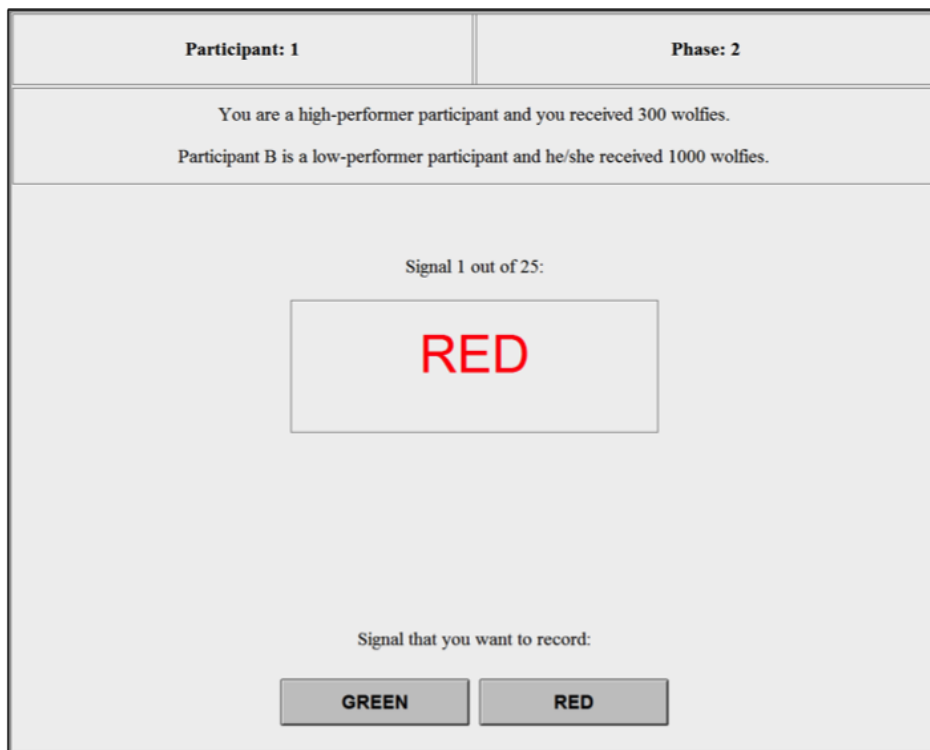 Participant: 1
Phase: 2
You are a high-performer participant and you received 300 wolfies.
Participant B is a low-performer participant and he/she received 1000 wolfies.
Signal 1 out of 25:
RED
Signal that you want to record:
GREEN
RED